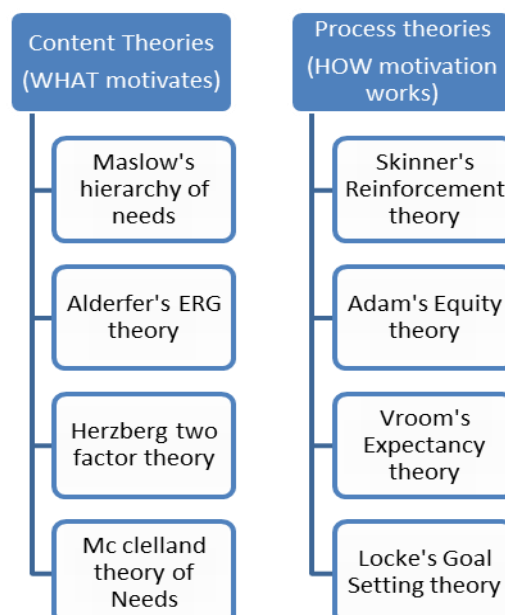 Content Theories
(WHAT motivates)
Maslow's
hierarchy of
needs
Alderfer's ERG
theory
Herzberg two
factor theory
Mc clelland
theory of
Needs
Process theories
(HOW motivation
works)
Skinner's
Reinforcement
theory
Adam's Equity
theory
Vroom's
Expectancy
theory
Locke's Goal
Setting theory